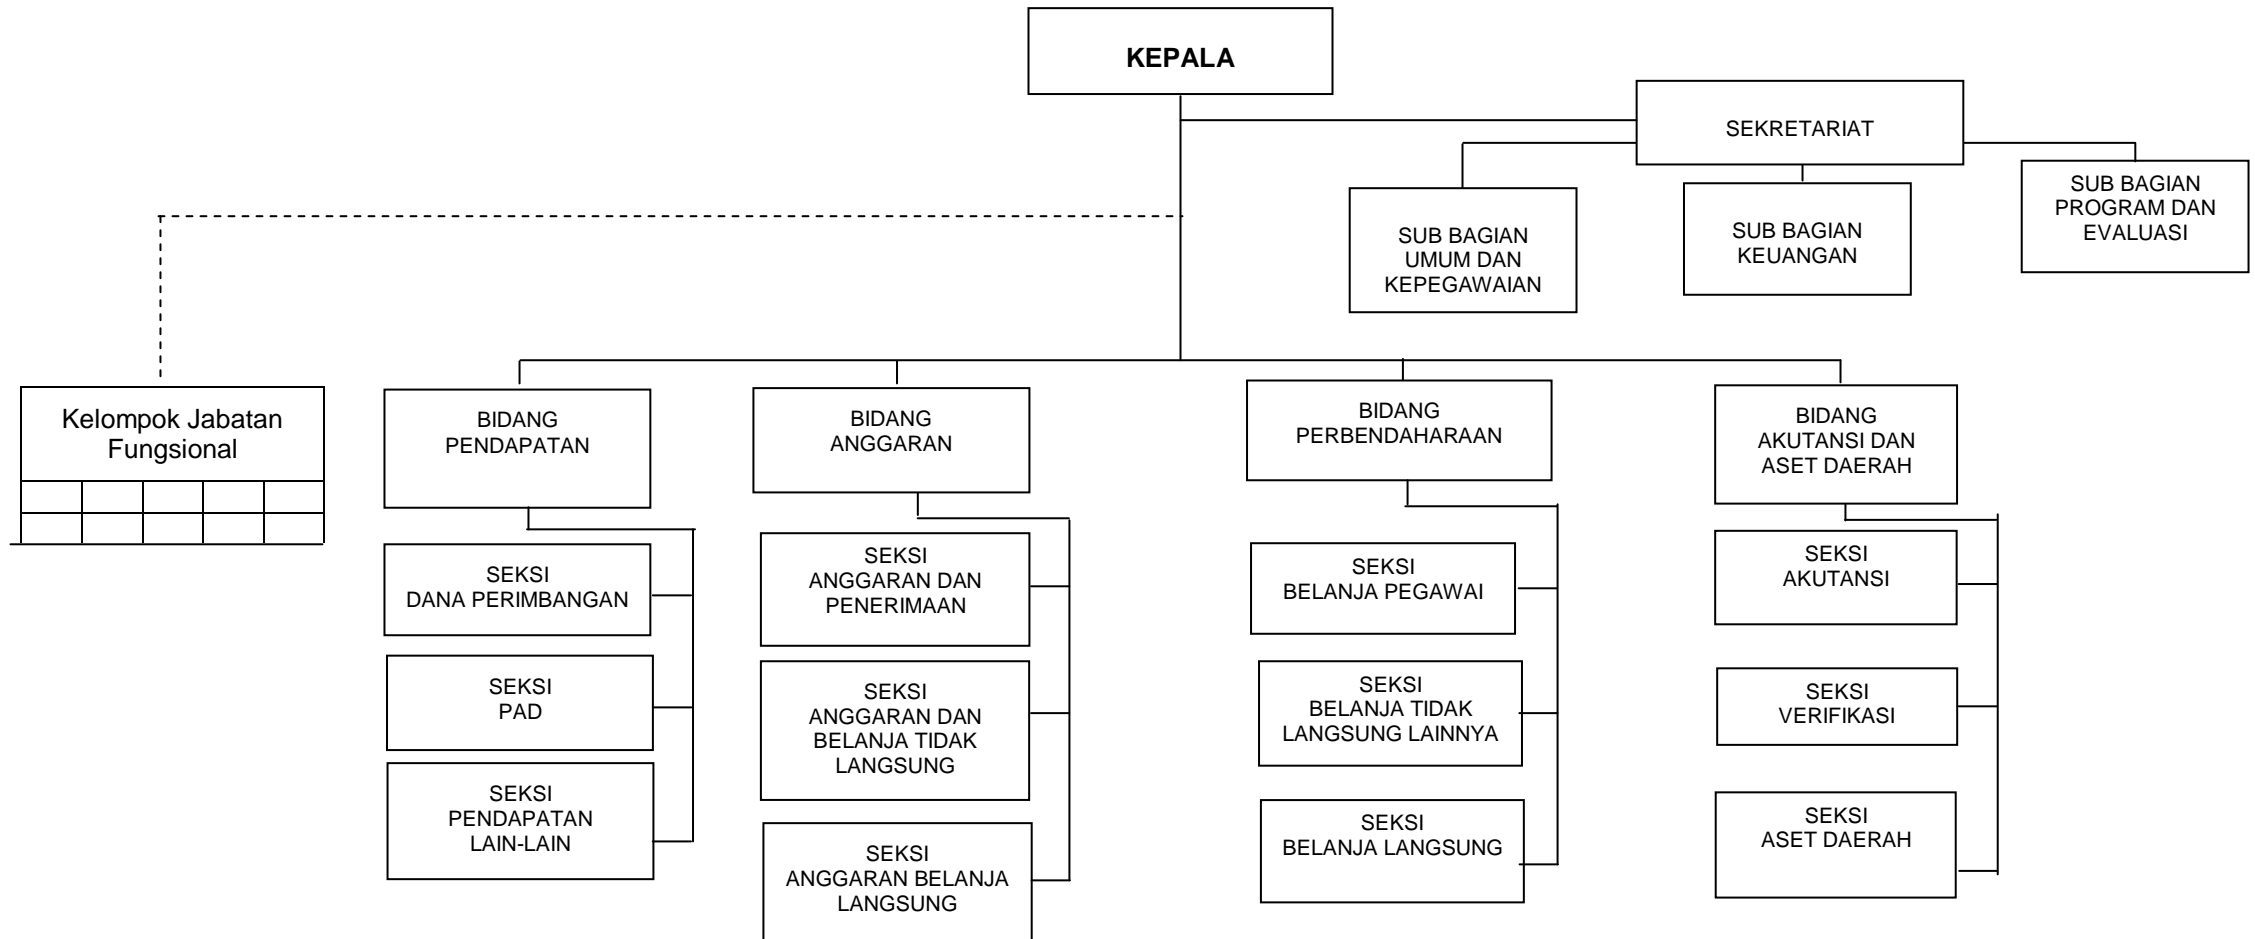 KEPALA
SEKRETARIAT
SUB BAGIAN
UMUM DAN
KEPEGAWAIAN
SUB BAGIAN
KEUANGAN
SUB BAGIAN
PROGRAM DAN
EVALUASI
Kelompok Jabatan
Fungsional
BIDANG
PENDAPATAN
SEKSI
DANA PERIMBANGAN
SEKSI
PAD
SEKSI
PENDAPATAN
LAIN-LAIN
BIDANG
ANGGARAN
SEKSI
ANGGARAN DAN
PENERIMAAN
SEKSI
ANGGARAN DAN
BELANJA TIDAK
LANGSUNG
SEKSI
ANGGARAN BELANJA
LANGSUNG
BIDANG
PERBENDAHARAAN
SEKSI
BELANJA PEGAWAI
SEKSI
BELANJA TIDAK
LANGSUNG LAINNYA
SEKSI
BELANJA LANGSUNG
BIDANG
AKUTANSI DAN
ASET DAERAH
SEKSI
AKUTANSI
SEKSI
VERIFIKASI
SEKSI
ASET DAERAH